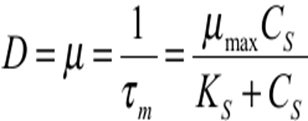 D = μ = 1/τ_m = μ_max C_S / (K_S + C_S)